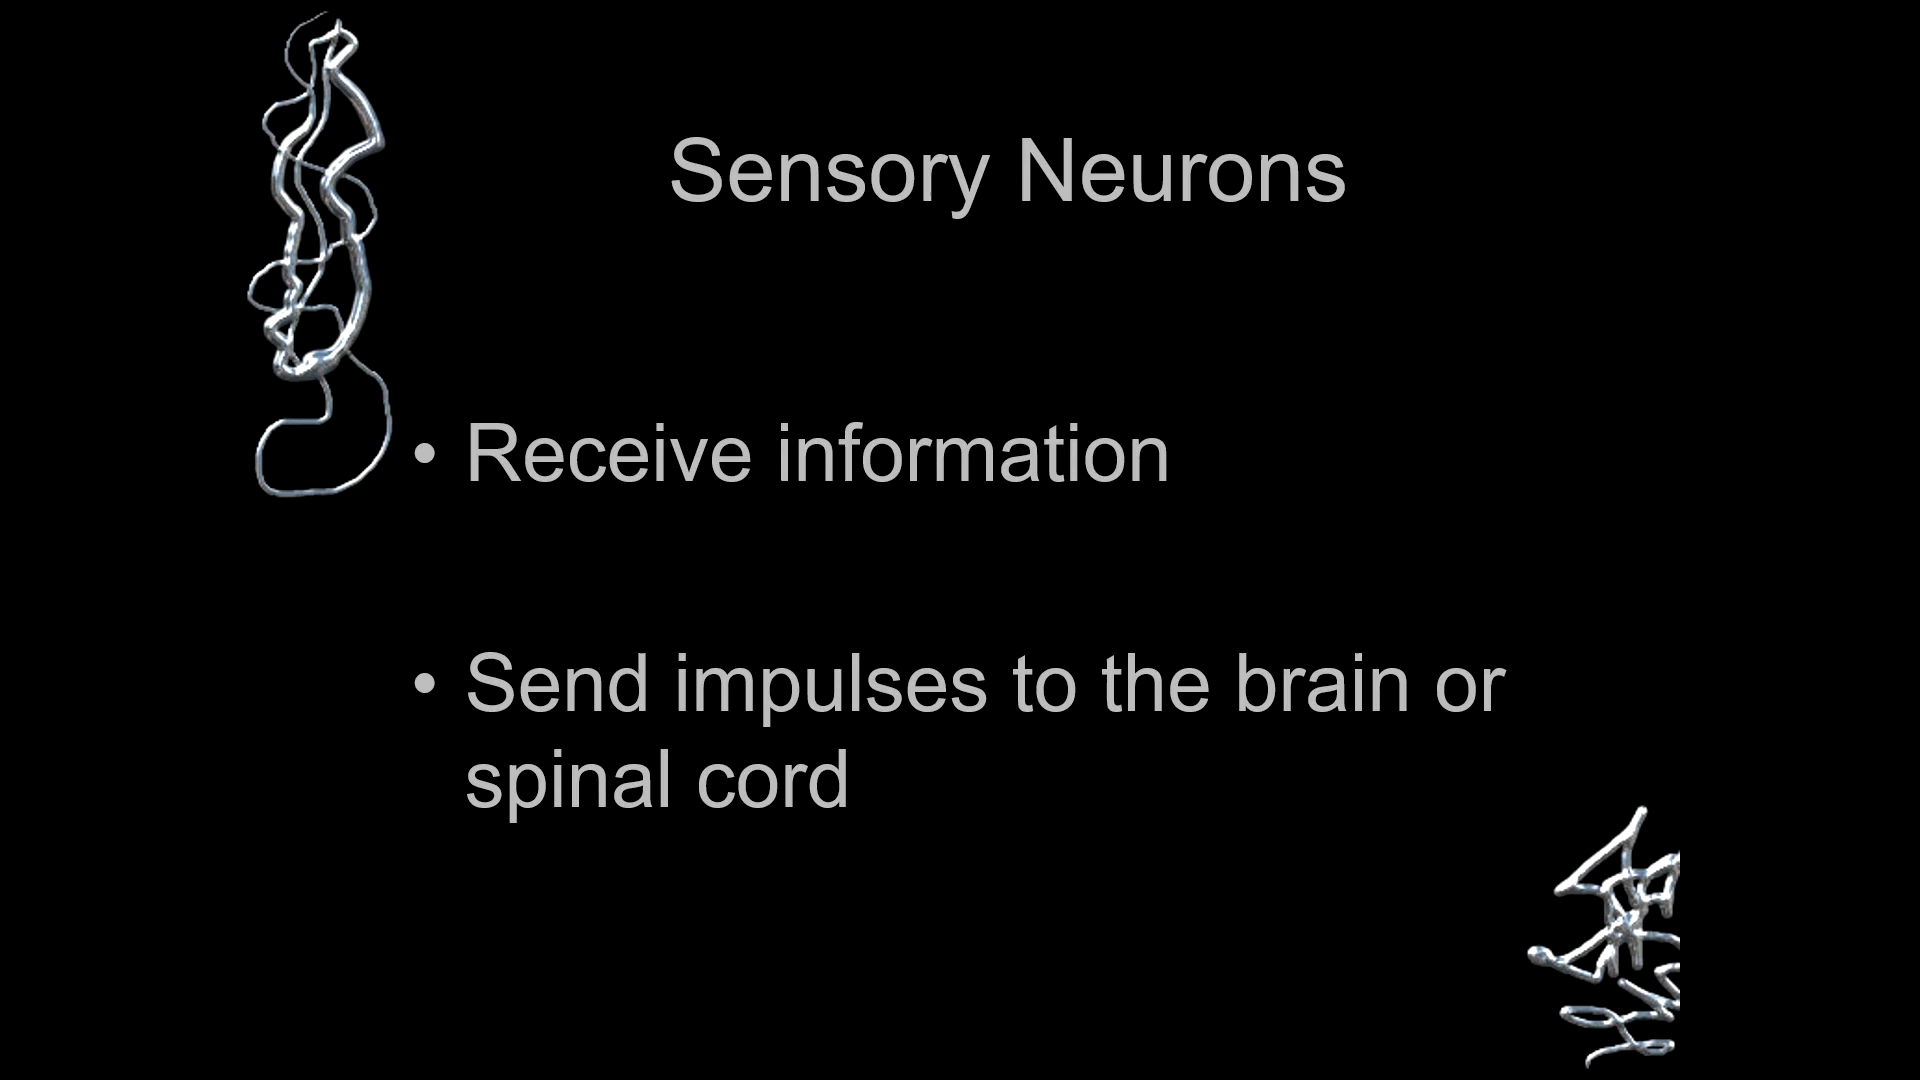 Sensory Neurons
• Receive information
• Send impulses to the brain or
spinal cord